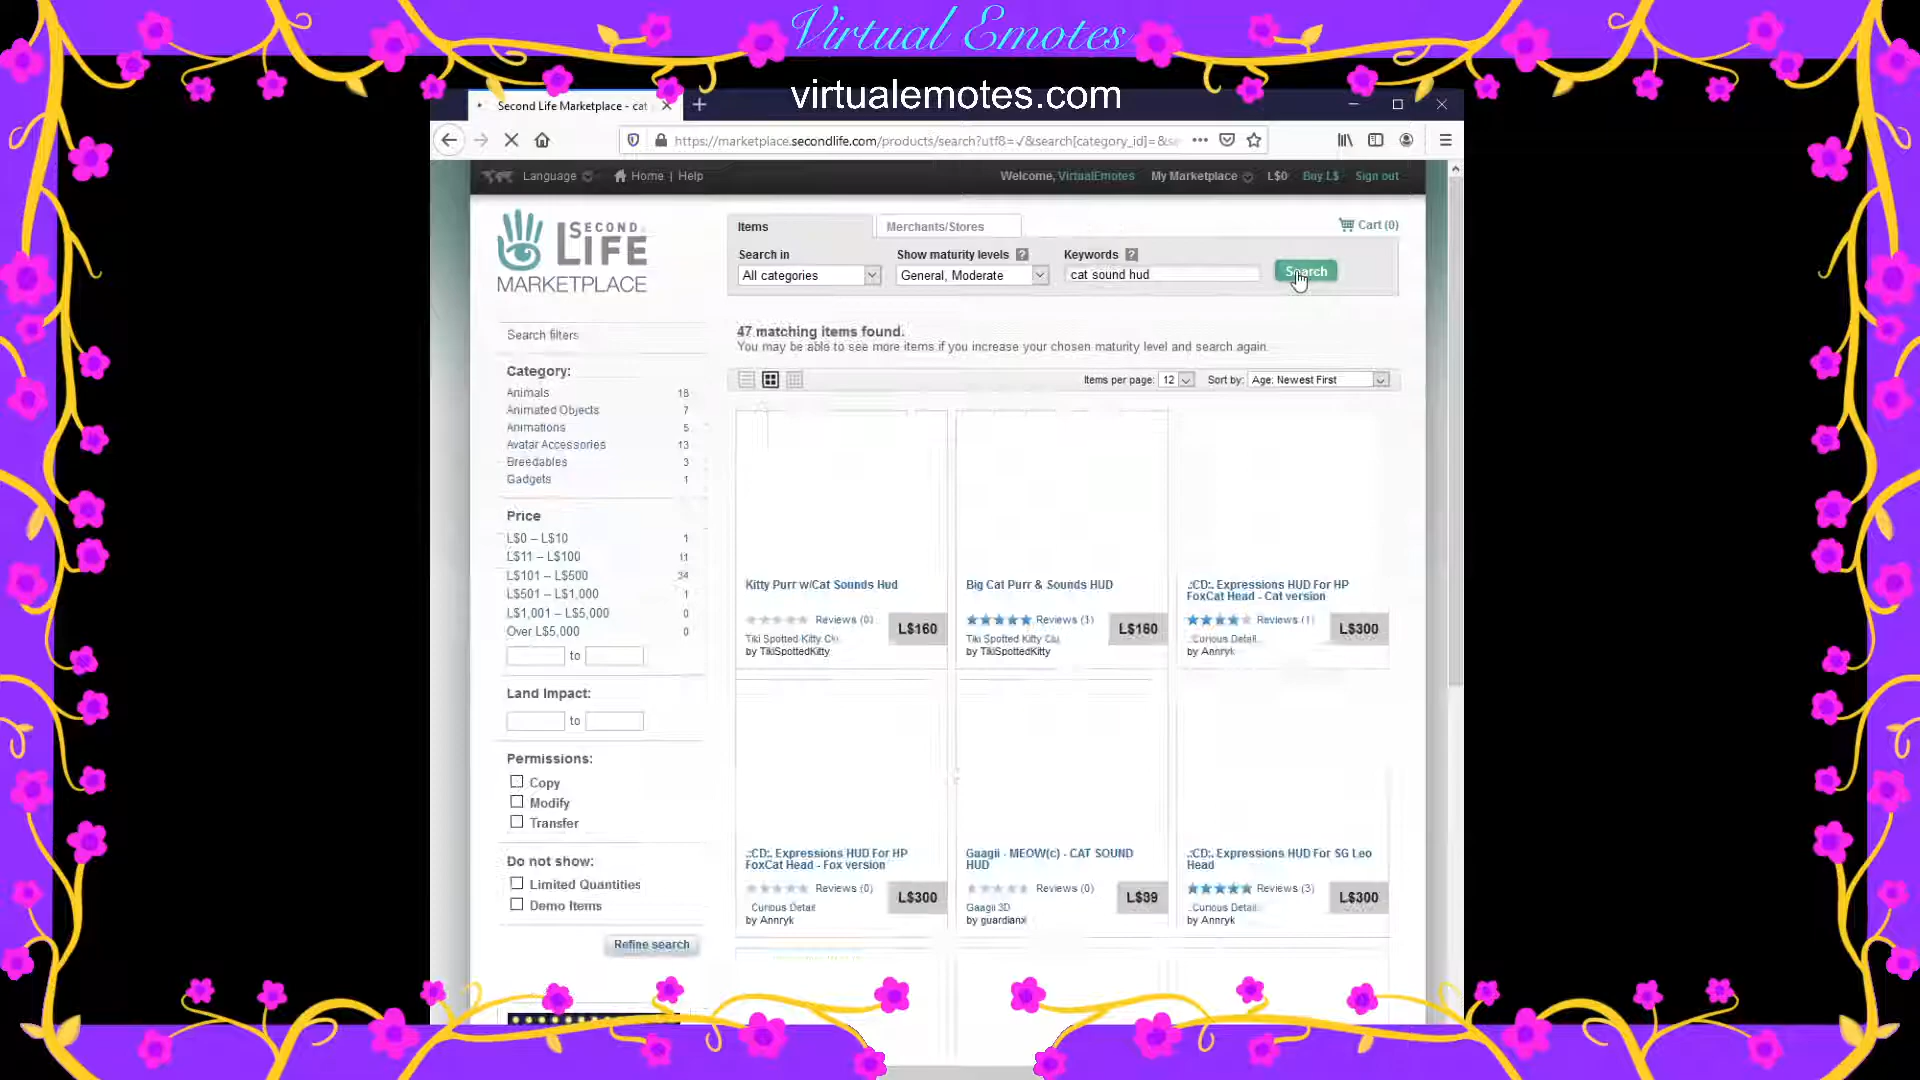 Virtual Emotes
virtualemotes.com
Second Life Marketplace - cat
https://marketplace.secondlife.com/products/search?utf8=✓&search[category_id]=&se
Language Home | Help Welcome, VirtualEmotes My Marketplace L$0 Buy L$ Sign out
SECOND LIFE MARKETPLACE
Items Merchants/Stores Cart (0)
Search in Show maturity levels ? Keywords ?
All categories General, Moderate cat sound hud Search
47 matching items found.
You may be able to see more items if you increase your chosen maturity level and search again.
Items per page: 12 Sort by: Age: Newest First
Search filters
Category:
Animals 18
Animated Objects 7
Animations 5
Avatar Accessories 13
Breedables 3
Gadgets 1
Price
L$0 – L$10 1
L$11 – L$100 11
L$101 – L$500 34
L$501 – L$1,000 1
L$1,001 – L$5,000 0
Over L$5,000 0
to
Land Impact:
to
Permissions:
Copy
Modify
Transfer
Do not show:
Limited Quantities
Demo Items
Refine search
Kitty Purr w/Cat Sounds Hud
Reviews (0)
L$160
Tiki Spotted Kitty
by TikiSpottedKitty
Big Cat Purr & Sounds HUD
Reviews (1)
L$160
Tiki Spotted Kitty
by TikiSpottedKitty
.:CD:. Expressions HUD For HP
FoxCat Head - Cat version
Reviews (1)
L$300
Curious Detail
by Annryk
.:CD:. Expressions HUD For HP
FoxCat Head - Fox version
Reviews (0)
L$300
Curious Detail
by Annryk
Gaagii - MEOW(c) - CAT SOUND
HUD
Reviews (0)
L$99
Gaagii 3D
by guardianxi
.:CD:. Expressions HUD For SG Leo
Head
Reviews (3)
L$300
Curious Detail
by Annryk